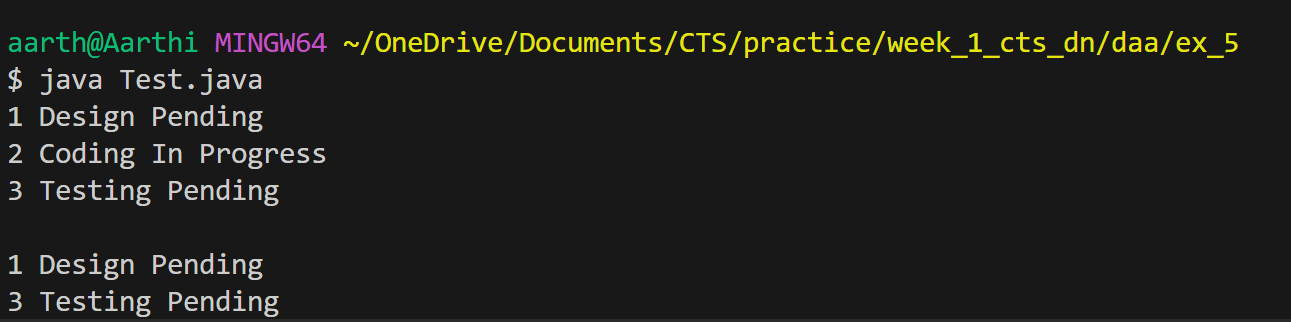 aarth@Aarthi MINGW64 ~/OneDrive/Documents/CTS/practice/week_1_cts_dn/daa/ex_5
$ java Test.java
1 Design Pending
2 Coding In Progress
3 Testing Pending

1 Design Pending
3 Testing Pending